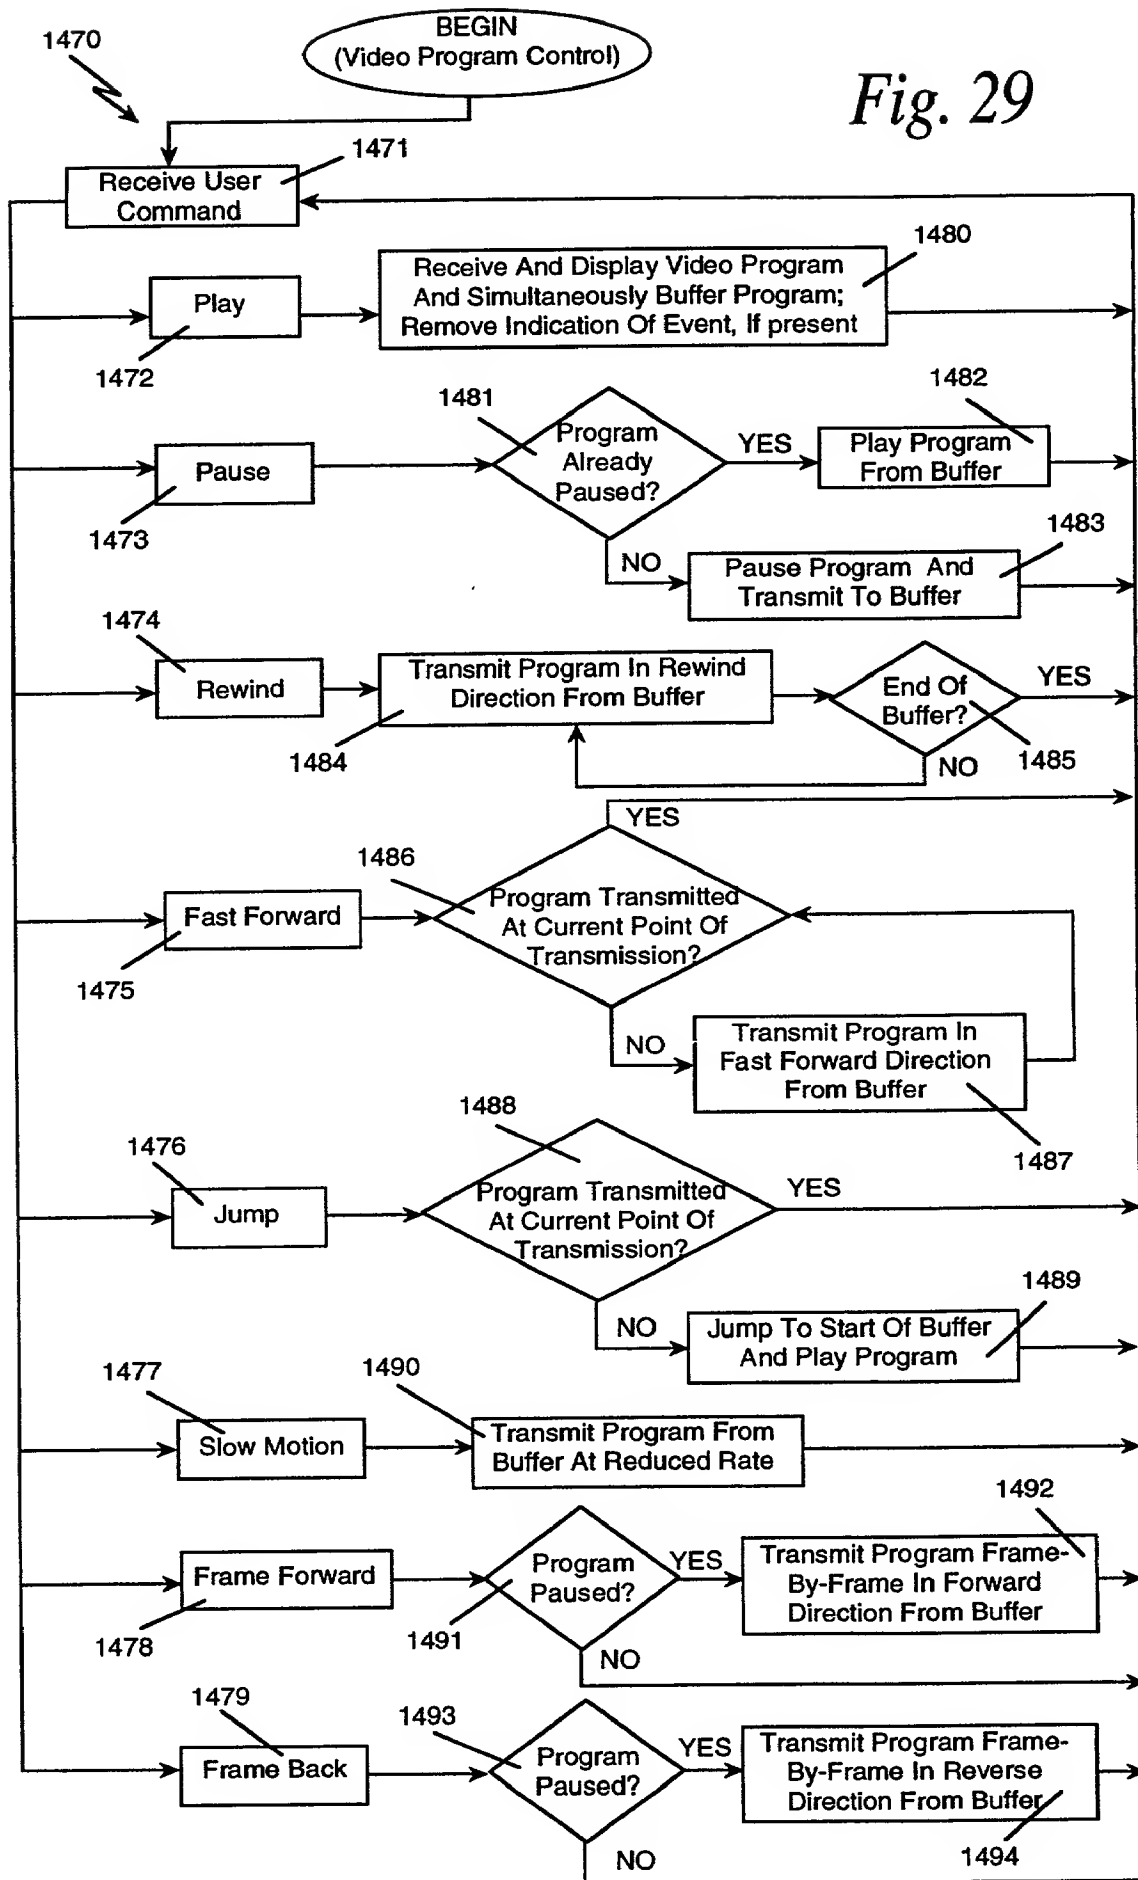 1470
BEGIN
(Video Program Control)
Fig. 29
1471
Receive User
Command
1480
Receive And Display Video Program
And Simultaneously Buffer Program;
Remove Indication Of Event, If present
Play
1472
1481
1482
Program
Already
Paused?
YES
Play Program
From Buffer
Pause
1473
1483
NO
Pause Program And
Transmit To Buffer
1474
Rewind
Transmit Program In Rewind
Direction From Buffer
End Of
Buffer?
YES
1484
1485
NO
YES
1486
Fast Forward
Program Transmitted
At Current Point Of
Transmission?
1475
NO
Transmit Program In
Fast Forward Direction
From Buffer
1488
1487
1476
Jump
Program Transmitted
At Current Point Of
Transmission?
YES
1489
NO
Jump To Start Of Buffer
And Play Program
1477
1490
Slow Motion
Transmit Program From
Buffer At Reduced Rate
1492
Frame Forward
Program
Paused?
YES
Transmit Program Frame-
By-Frame In Forward
Direction From Buffer
1478
1491
NO
1479
1493
Frame Back
Program
Paused?
YES
Transmit Program Frame-
By-Frame In Reverse
Direction From Buffer
NO
1494